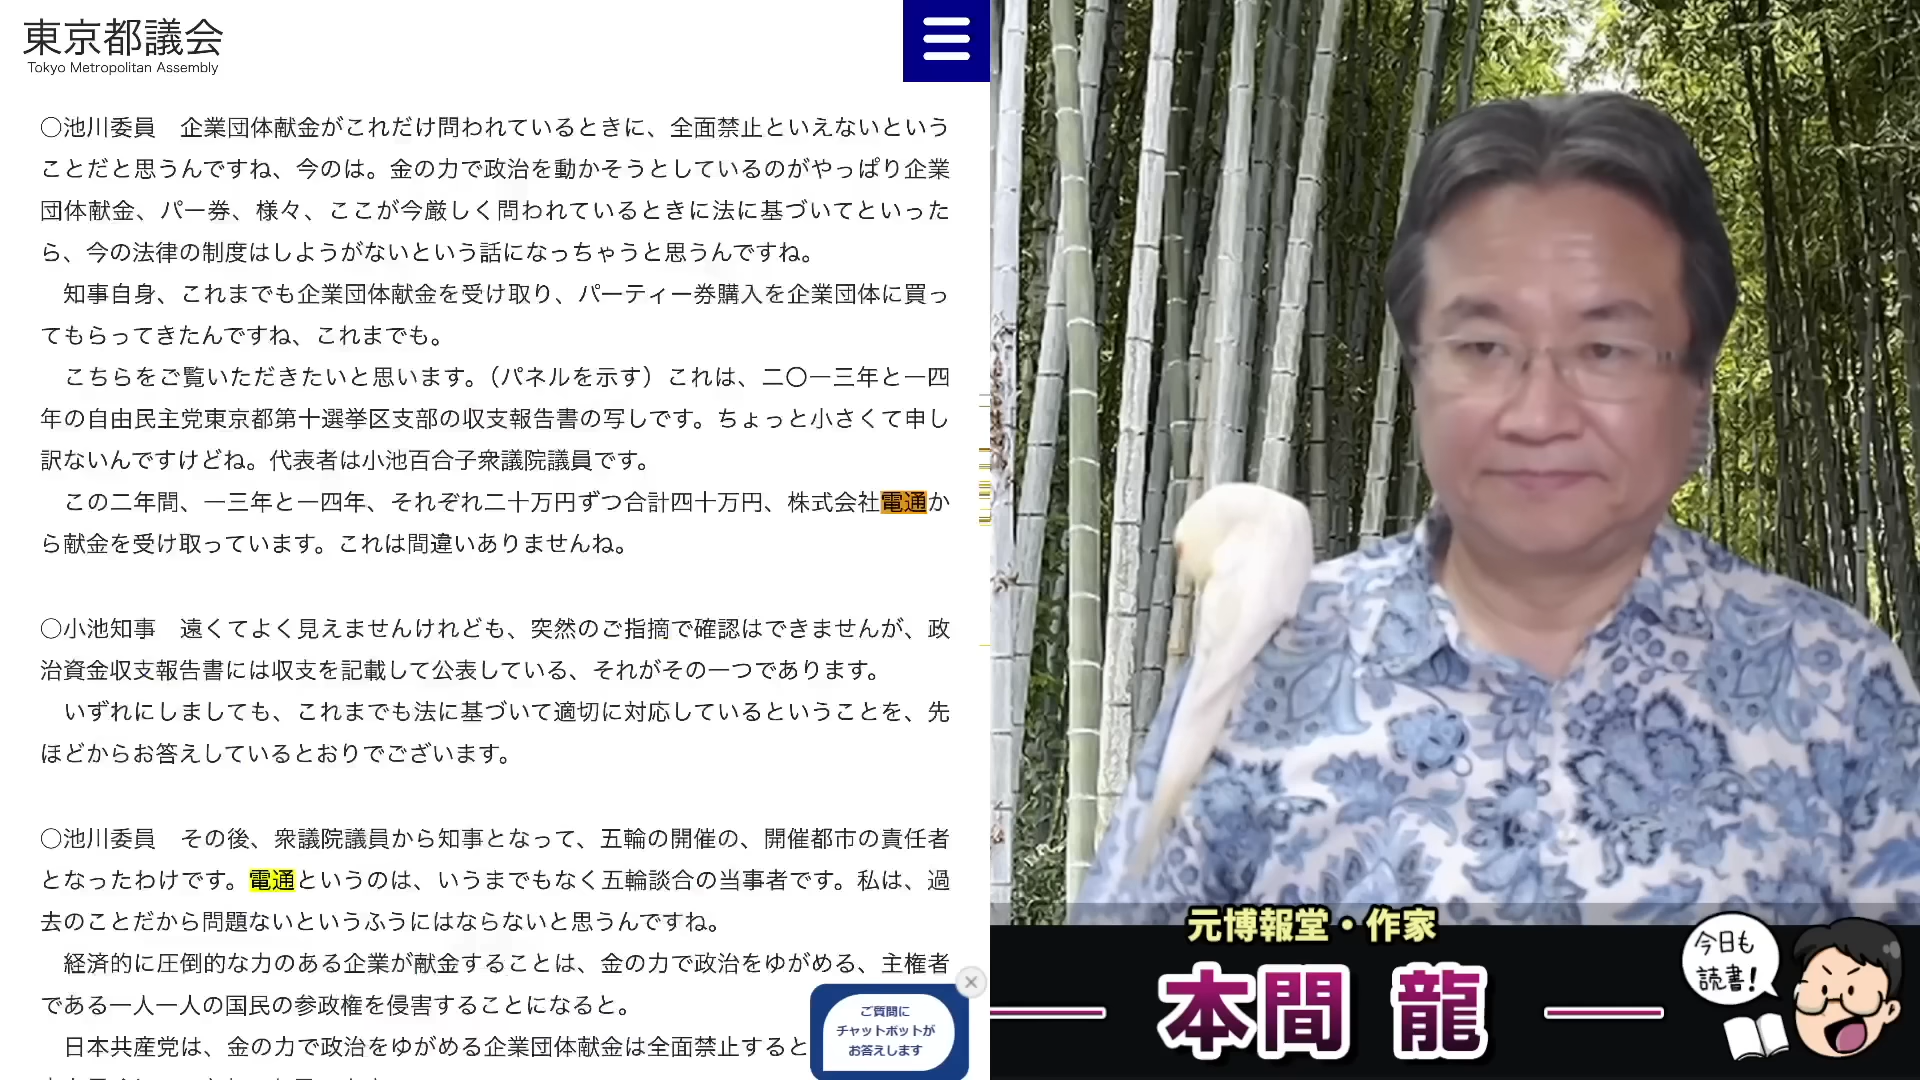 東京都議会
Tokyo Metropolitan Assembly
○池川委員　企業団体献金がこれだけ問われているときに、全面禁止といえないという
ことだと思うんですね、今のは。金の力で政治を動かそうとしているのがやっぱり企業
団体献金、パー券、様々、ここが今厳しく問われているときに法に基づいてといった
ら、今の法律の制度はしようがないという話になっちゃうと思うんですね。
　知事自身、これまでも企業団体献金を受け取り、パーティー券購入を企業団体に買っ
てもらってきたんですね、これまでも。
　こちらをご覧いただきたいと思います。（パネルを示す）これは、二〇一三年と一四
年の自由民主党東京都第十選挙区支部の収支報告書の写しです。ちょっと小さくて申し
訳ないんですけどね。代表者は小池百合子衆議院議員です。
　この二年間、一三年と一四年、それぞれ二十万円ずつ合計四十万円、株式会社電通か
ら献金を受け取っています。これは間違いありませんね。
○小池知事　遠くてよく見えませんけれども、突然のご指摘で確認はできませんが、政
治資金収支報告書には収支を記載して公表している、それがその一つであります。
　いずれにしましても、これまでも法に基づいて適切に対応しているということを、先
ほどからお答えしているとおりでございます。
○池川委員　その後、衆議院議員から知事となって、五輪の開催の、開催都市の責任者
となったわけです。電通というのは、いうまでもなく五輪談合の当事者です。私は、過
去のことだから問題ないというふうにはならないと思うんですね。
　経済的に圧倒的な力のある企業が献金することは、金の力で政治をゆがめる、主権者
である一人一人の国民の参政権を侵害することになると。
　日本共産党は、金の力で政治をゆがめる企業団体献金は全面禁止すると
ご質問に
チャットボットが
お答えします
元博報堂・作家
本間 龍
今日も
読書！